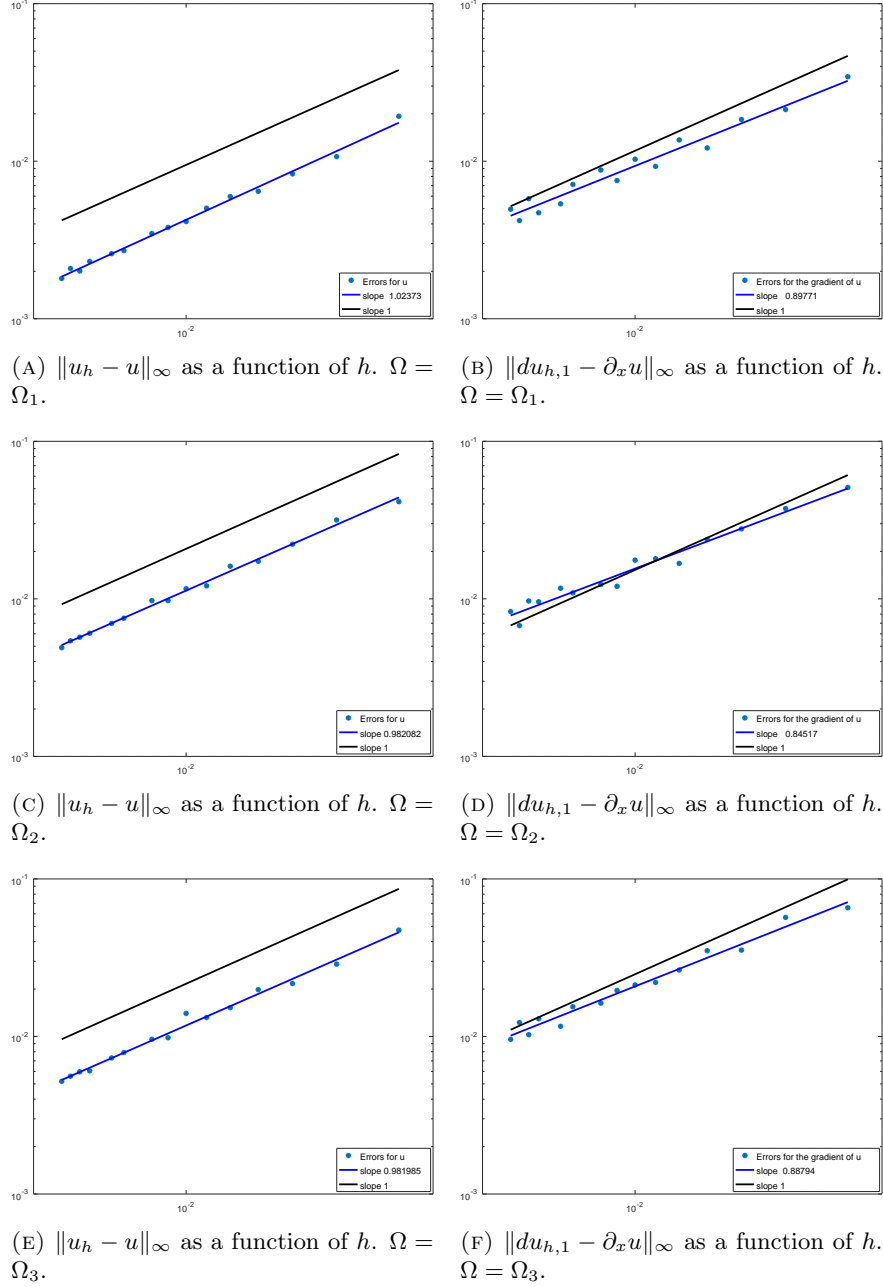 10^{-1}
10^{-2}
10^{-3}
10^{-2}
Errors for u
slope 1.02373
slope 1
(A) ‖u_h − u‖_∞ as a function of h. Ω =
Ω_1.
10^{-1}
10^{-2}
10^{-3}
10^{-2}
Errors for the gradient of u
slope 0.89771
slope 1
(B) ‖du_{h,1} − ∂_x u‖_∞ as a function of h.
Ω = Ω_1.
10^{-1}
10^{-2}
10^{-3}
10^{-2}
Errors for u
slope 0.982082
slope 1
(C) ‖u_h − u‖_∞ as a function of h. Ω =
Ω_2.
10^{-1}
10^{-2}
10^{-3}
10^{-2}
Errors for the gradient of u
slope 0.84517
slope 1
(D) ‖du_{h,1} − ∂_x u‖_∞ as a function of h.
Ω = Ω_2.
10^{-1}
10^{-2}
10^{-3}
10^{-2}
Errors for u
slope 0.981985
slope 1
(E) ‖u_h − u‖_∞ as a function of h. Ω =
Ω_3.
10^{-1}
10^{-2}
10^{-3}
10^{-2}
Errors for the gradient of u
slope 0.88794
slope 1
(F) ‖du_{h,1} − ∂_x u‖_∞ as a function of h.
Ω = Ω_3.